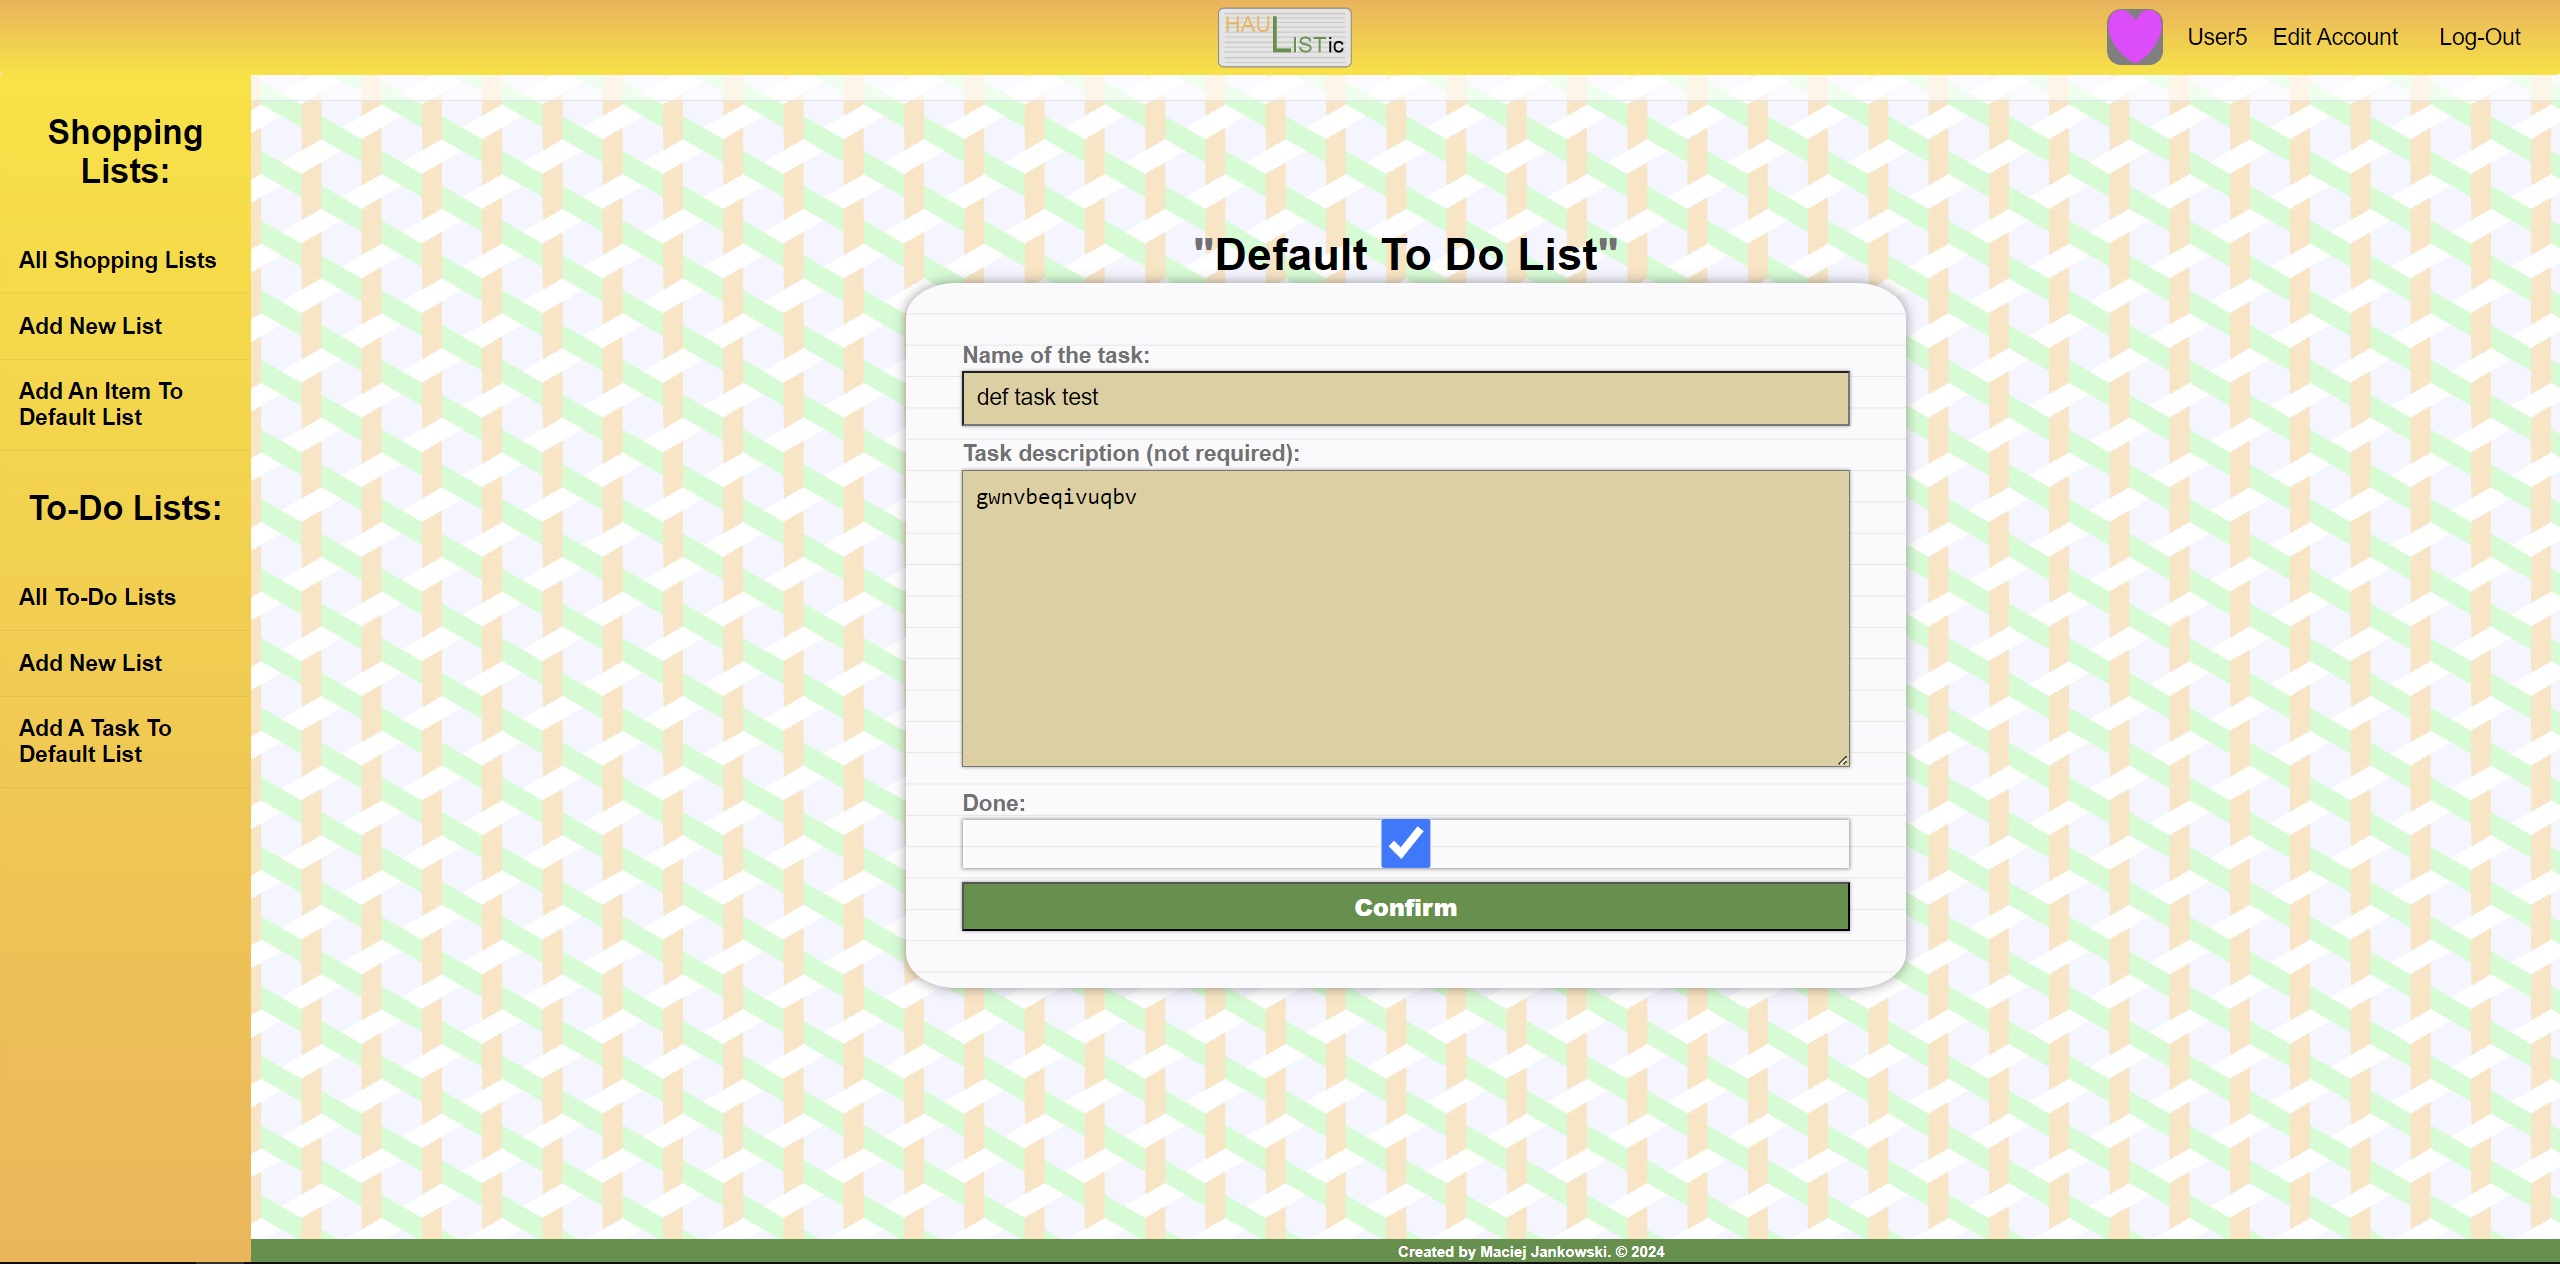 HAU
LISTic
User5 Edit Account Log-Out
Shopping
Lists:
All Shopping Lists
Add New List
Add An Item To
Default List
To-Do Lists:
All To-Do Lists
Add New List
Add A Task To
Default List
"Default To Do List"
Name of the task:
def task test
Task description (not required):
gwnvbeqivuqbv
Done:
Confirm
Created by Maciej Jankowski. © 2024